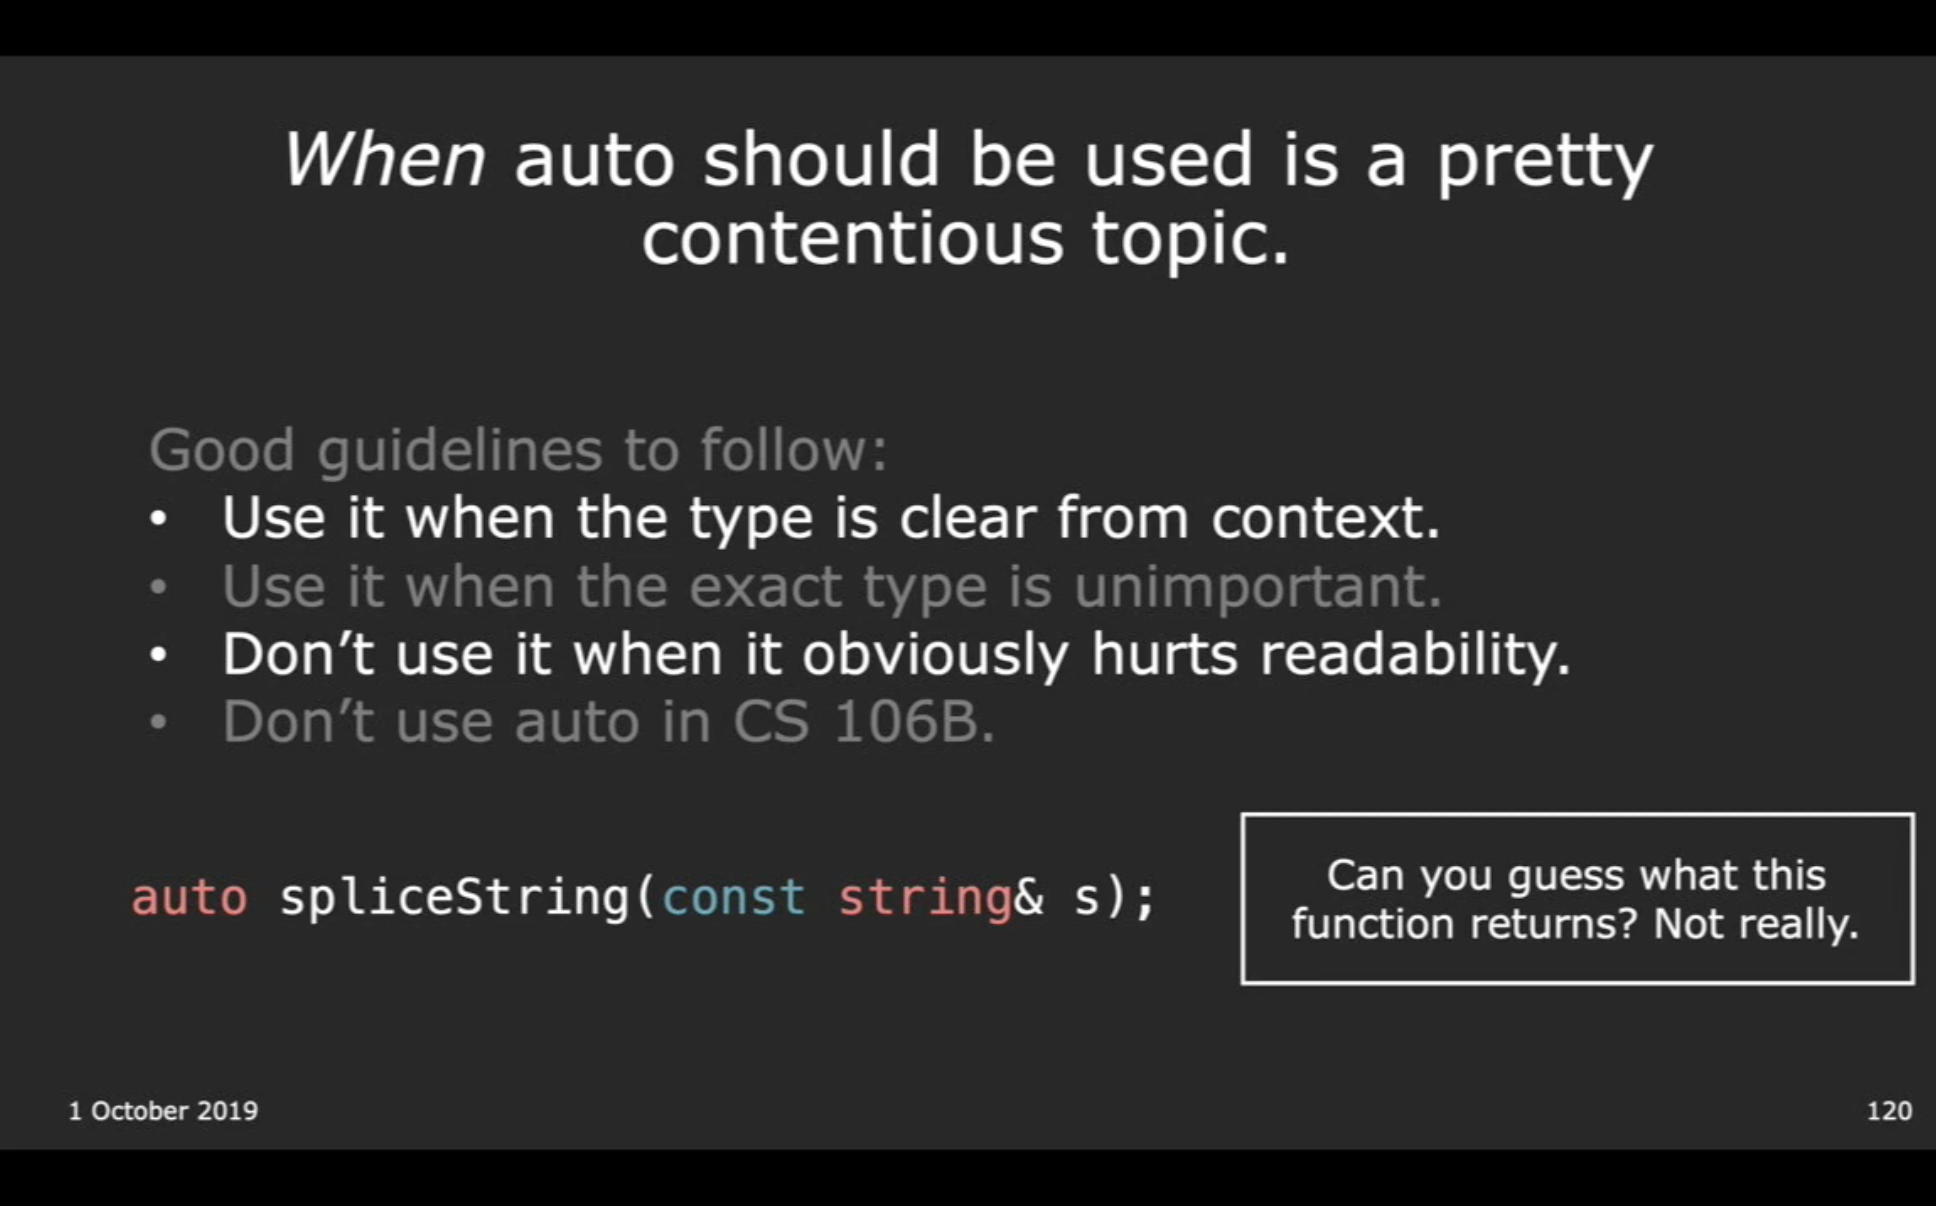 When auto should be used is a pretty
contentious topic.
Good guidelines to follow:
• Use it when the type is clear from context.
• Use it when the exact type is unimportant.
• Don’t use it when it obviously hurts readability.
• Don’t use auto in CS 106B.
auto spliceString(const string& s);
Can you guess what this
function returns? Not really.
1 October 2019
120